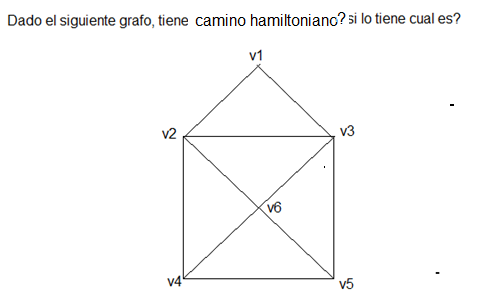 Dado el siguiente grafo, tiene camino hamiltoniano? si lo tiene cual es?
v1
v2
v3
v6
v4
v5